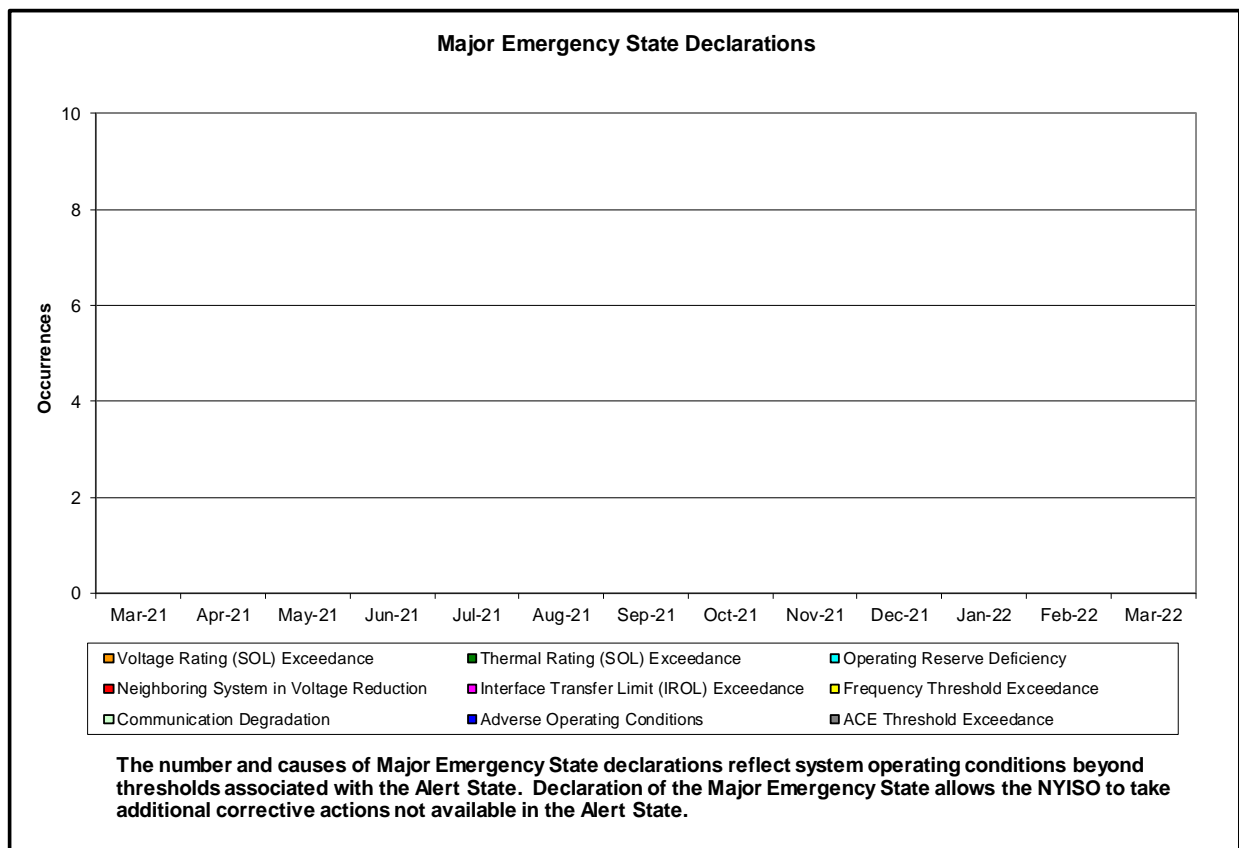 Major Emergency State Declarations
10
8
6
4
2
0
Occurrences
Mar-21 Apr-21 May-21 Jun-21 Jul-21 Aug-21 Sep-21 Oct-21 Nov-21 Dec-21 Jan-22 Feb-22 Mar-22
Voltage Rating (SOL) Exceedance Thermal Rating (SOL) Exceedance Operating Reserve Deficiency
Neighboring System in Voltage Reduction Interface Transfer Limit (IROL) Exceedance Frequency Threshold Exceedance
Communication Degradation Adverse Operating Conditions ACE Threshold Exceedance
The number and causes of Major Emergency State declarations reflect system operating conditions beyond
thresholds associated with the Alert State. Declaration of the Major Emergency State allows the NYISO to take
additional corrective actions not available in the Alert State.